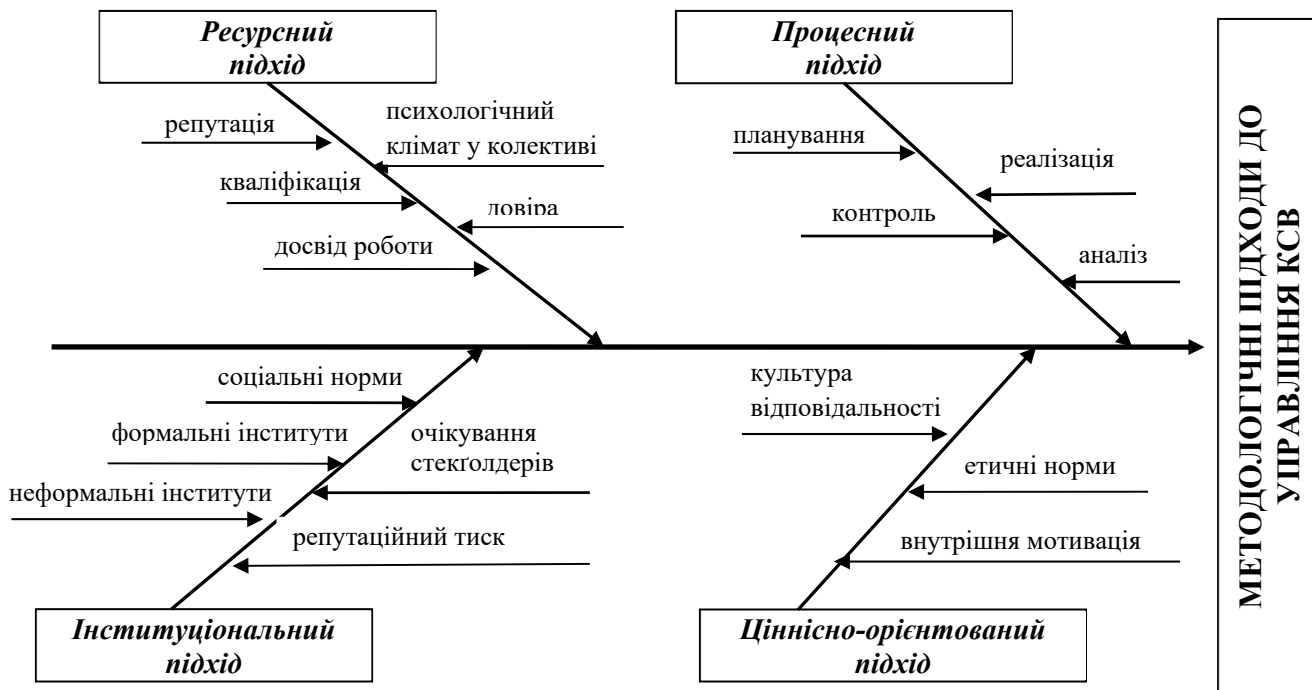 Ресурсний
підхід
Процесний
підхід
репутація
психологічний
клімат у колективі
кваліфікація
довіра
досвід роботи
планування
реалізація
контроль
аналіз
соціальні норми
формальні інститути
очікування
стекґолдерів
неформальні інститути
репутаційний тиск
культура
відповідальності
етичні норми
внутрішня мотивація
Інституціональний
підхід
Ціннісно-орієнтований
підхід
МЕТОДОЛОГІЧНІ ПІДХОДИ ДО
УПРАВЛІННЯ КСВ